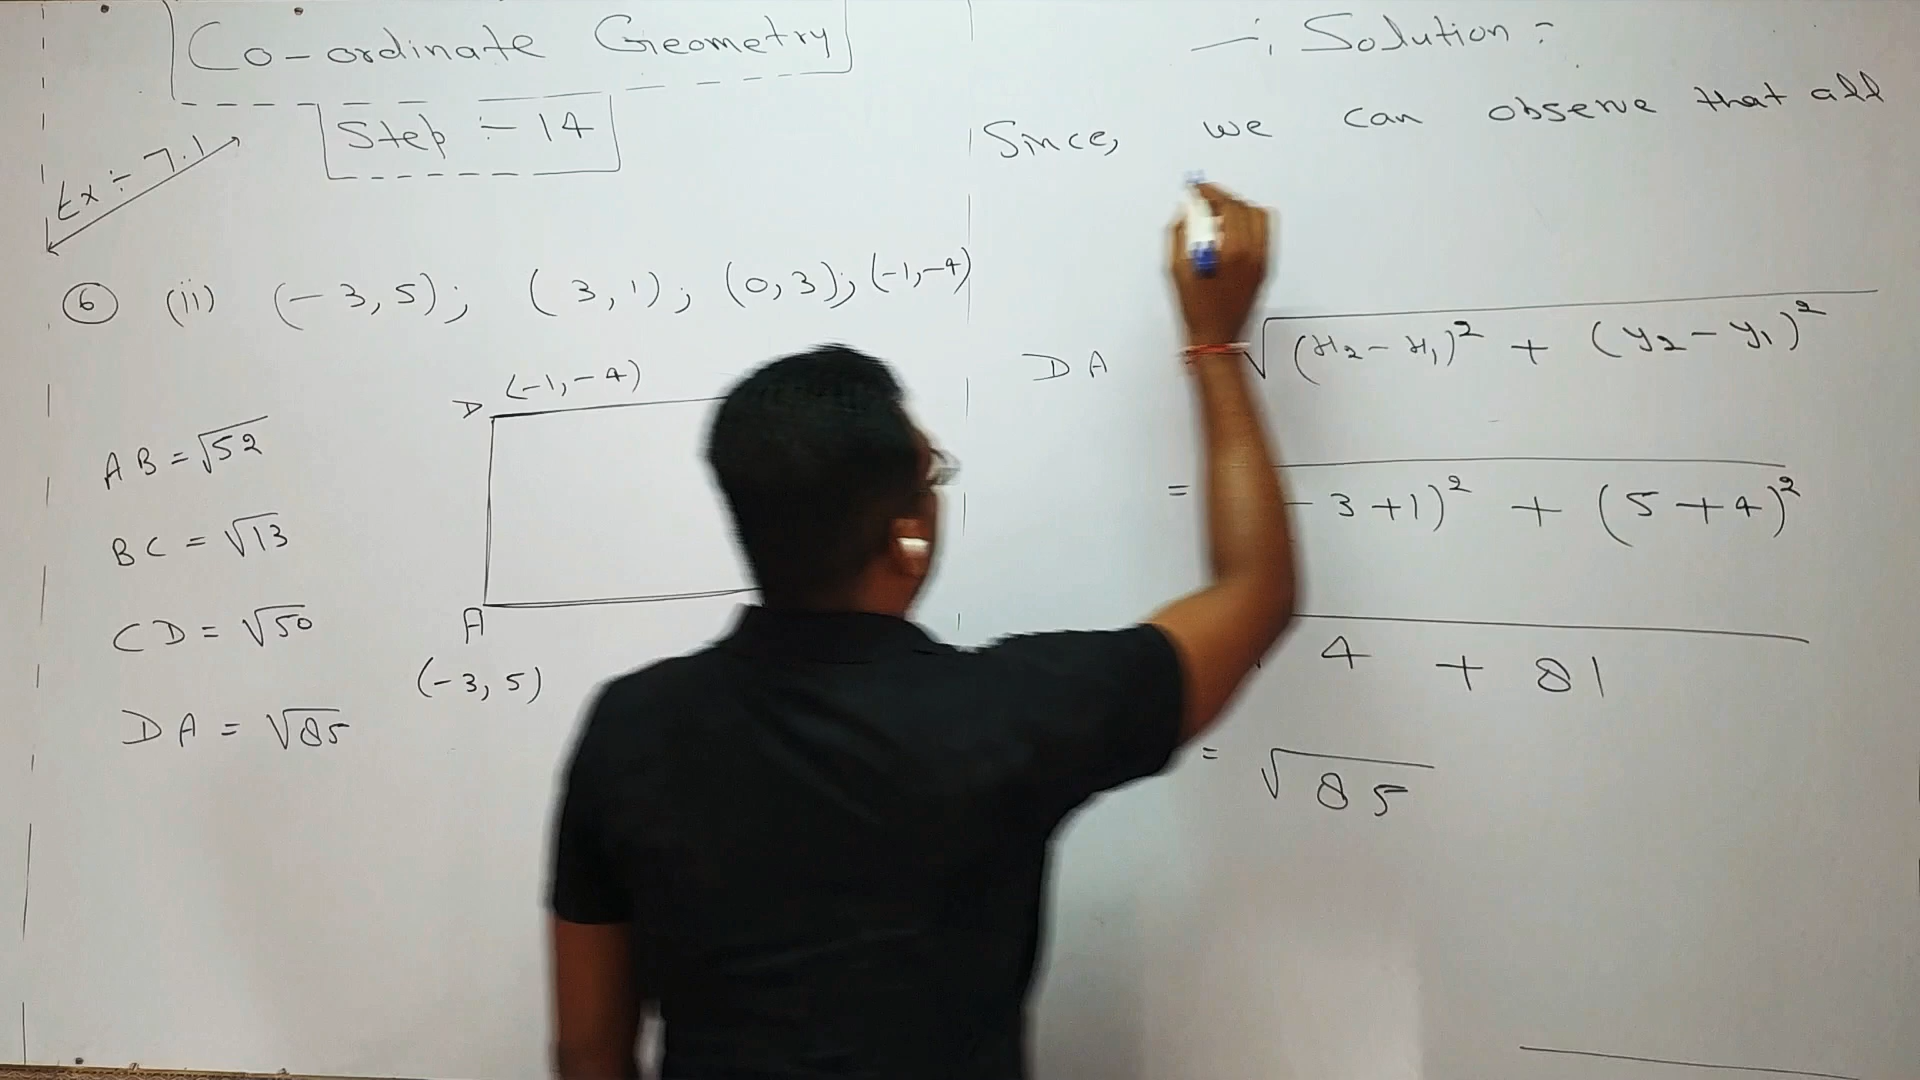 Co-ordinate Geometry
Step :- 14
Ex :- 7.1
6 (ii) (-3, 5); (3, 1); (0, 3); (-1, -4)
D (-1, -4)
AB = √52
BC = √13
CD = √50
DA = √85
A
(-3, 5)
—: Solution :
Since, we can observe that all
DA = √(x₂ - x₁)² + (y₂ - y₁)²
= - 3 + 1)² + (5 + 4)²
4 + 81
= √85